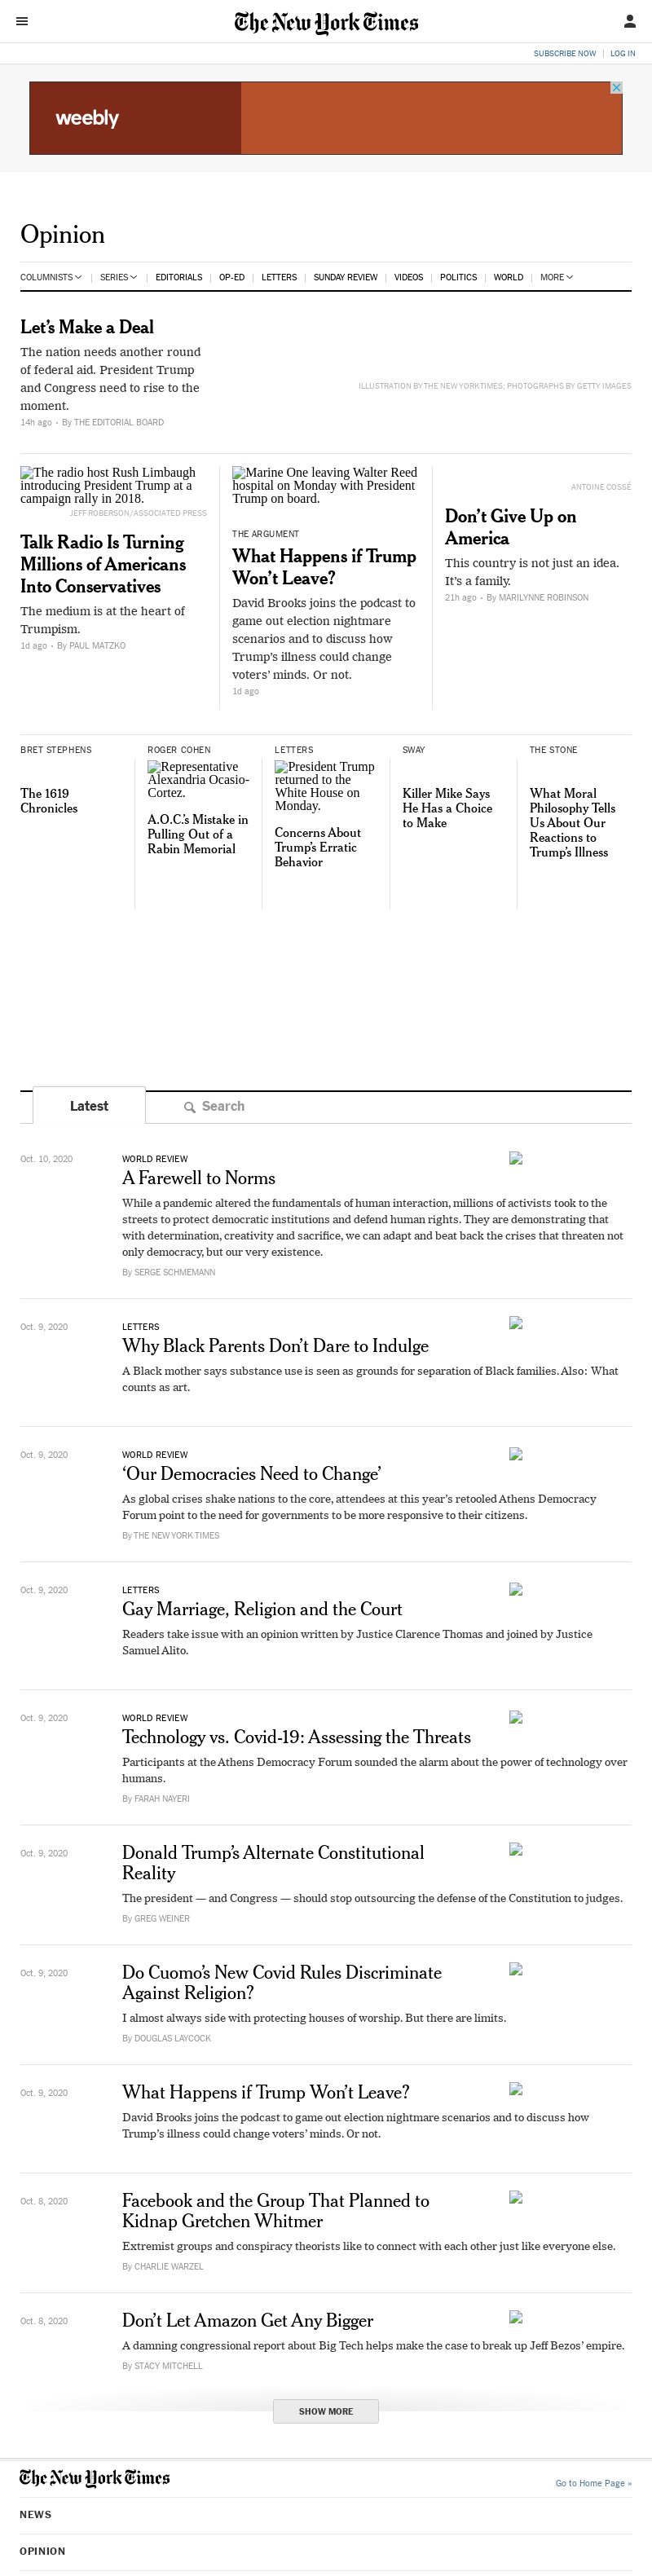 The New York Times
SUBSCRIBE NOW
LOG IN
weebly
Opinion
COLUMNISTS
SERIES
EDITORIALS
OP-ED
LETTERS
SUNDAY REVIEW
VIDEOS
POLITICS
WORLD
MORE
Let’s Make a Deal
The nation needs another round
of federal aid. President Trump
and Congress need to rise to the
moment.
14h ago • By THE EDITORIAL BOARD
ILLUSTRATION BY THE NEW YORK TIMES; PHOTOGRAPHS BY GETTY IMAGES
The radio host Rush Limbaugh
introducing President Trump at a
campaign rally in 2018.
JEFF ROBERSON/ASSOCIATED PRESS
Talk Radio Is Turning
Millions of Americans
Into Conservatives
The medium is at the heart of
Trumpism.
1d ago • By PAUL MATZKO
Marine One leaving Walter Reed
hospital on Monday with President
Trump on board.
THE ARGUMENT
What Happens if Trump
Won’t Leave?
David Brooks joins the podcast to
game out election nightmare
scenarios and to discuss how
Trump’s illness could change
voters’ minds. Or not.
1d ago
ANTOINE COSSÉ
Don’t Give Up on
America
This country is not just an idea.
It’s a family.
21h ago • By MARILYNNE ROBINSON
BRET STEPHENS
The 1619
Chronicles
ROGER COHEN
Representative
Alexandria Ocasio-
Cortez.
A.O.C.’s Mistake in
Pulling Out of a
Rabin Memorial
LETTERS
President Trump
returned to the
White House on
Monday.
Concerns About
Trump’s Erratic
Behavior
SWAY
Killer Mike Says
He Has a Choice
to Make
THE STONE
What Moral
Philosophy Tells
Us About Our
Reactions to
Trump’s Illness
Latest
Search
Oct. 10, 2020
WORLD REVIEW
A Farewell to Norms
While a pandemic altered the fundamentals of human interaction, millions of activists took to the
streets to protect democratic institutions and defend human rights. They are demonstrating that
with determination, creativity and sacrifice, we can adapt and beat back the crises that threaten not
only democracy, but our very existence.
By SERGE SCHMEMANN
Oct. 9, 2020
LETTERS
Why Black Parents Don’t Dare to Indulge
A Black mother says substance use is seen as grounds for separation of Black families. Also: What
counts as art.
Oct. 9, 2020
WORLD REVIEW
‘Our Democracies Need to Change’
As global crises shake nations to the core, attendees at this year’s retooled Athens Democracy
Forum point to the need for governments to be more responsive to their citizens.
By THE NEW YORK TIMES
Oct. 9, 2020
LETTERS
Gay Marriage, Religion and the Court
Readers take issue with an opinion written by Justice Clarence Thomas and joined by Justice
Samuel Alito.
Oct. 9, 2020
WORLD REVIEW
Technology vs. Covid-19: Assessing the Threats
Participants at the Athens Democracy Forum sounded the alarm about the power of technology over
humans.
By FARAH NAYERI
Oct. 9, 2020
Donald Trump’s Alternate Constitutional
Reality
The president — and Congress — should stop outsourcing the defense of the Constitution to judges.
By GREG WEINER
Oct. 9, 2020
Do Cuomo’s New Covid Rules Discriminate
Against Religion?
I almost always side with protecting houses of worship. But there are limits.
By DOUGLAS LAYCOCK
Oct. 9, 2020
What Happens if Trump Won’t Leave?
David Brooks joins the podcast to game out election nightmare scenarios and to discuss how
Trump’s illness could change voters’ minds. Or not.
Oct. 8, 2020
Facebook and the Group That Planned to
Kidnap Gretchen Whitmer
Extremist groups and conspiracy theorists like to connect with each other just like everyone else.
By CHARLIE WARZEL
Oct. 8, 2020
Don’t Let Amazon Get Any Bigger
A damning congressional report about Big Tech helps make the case to break up Jeff Bezos’ empire.
By STACY MITCHELL
SHOW MORE
The New York Times
Go to Home Page »
NEWS
OPINION